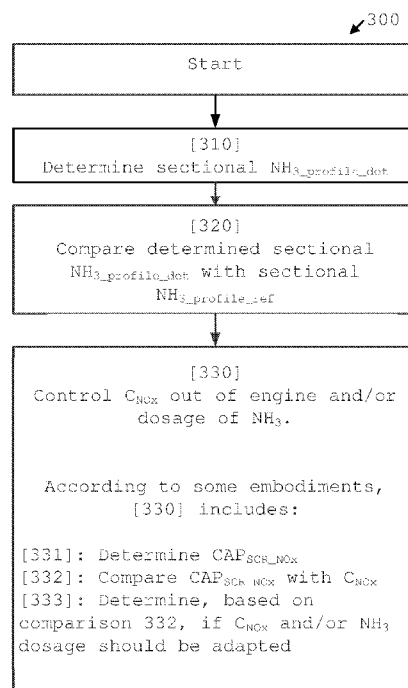 300
Start
[310]
Determine sectional NH3_profile_det
[320]
Compare determined sectional
NH3_profile_det with sectional
NH3_profile_ref
[330]
Control CNOx out of engine and/or
dosage of NH3.
According to some embodiments,
[330] includes:
[331]: Determine CAPSCR_NOx
[332]: Compare CAPSCR_NOx with CNOx
[333]: Determine, based on
comparison 332, if CNOx and/or NH3
dosage should be adapted